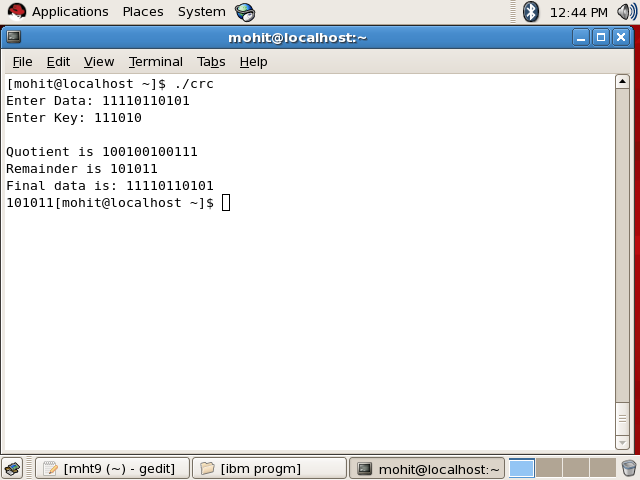 Applications Places System 12:44 PM
mohit@localhost:~
File Edit View Terminal Tabs Help
[mohit@localhost ~]$ ./crc
Enter Data: 11110110101
Enter Key: 111010
Quotient is 100100100111
Remainder is 101011
Final data is: 11110110101
101011[mohit@localhost ~]$
[mht9 (~) - gedit] [ibm progm] mohit@localhost:~